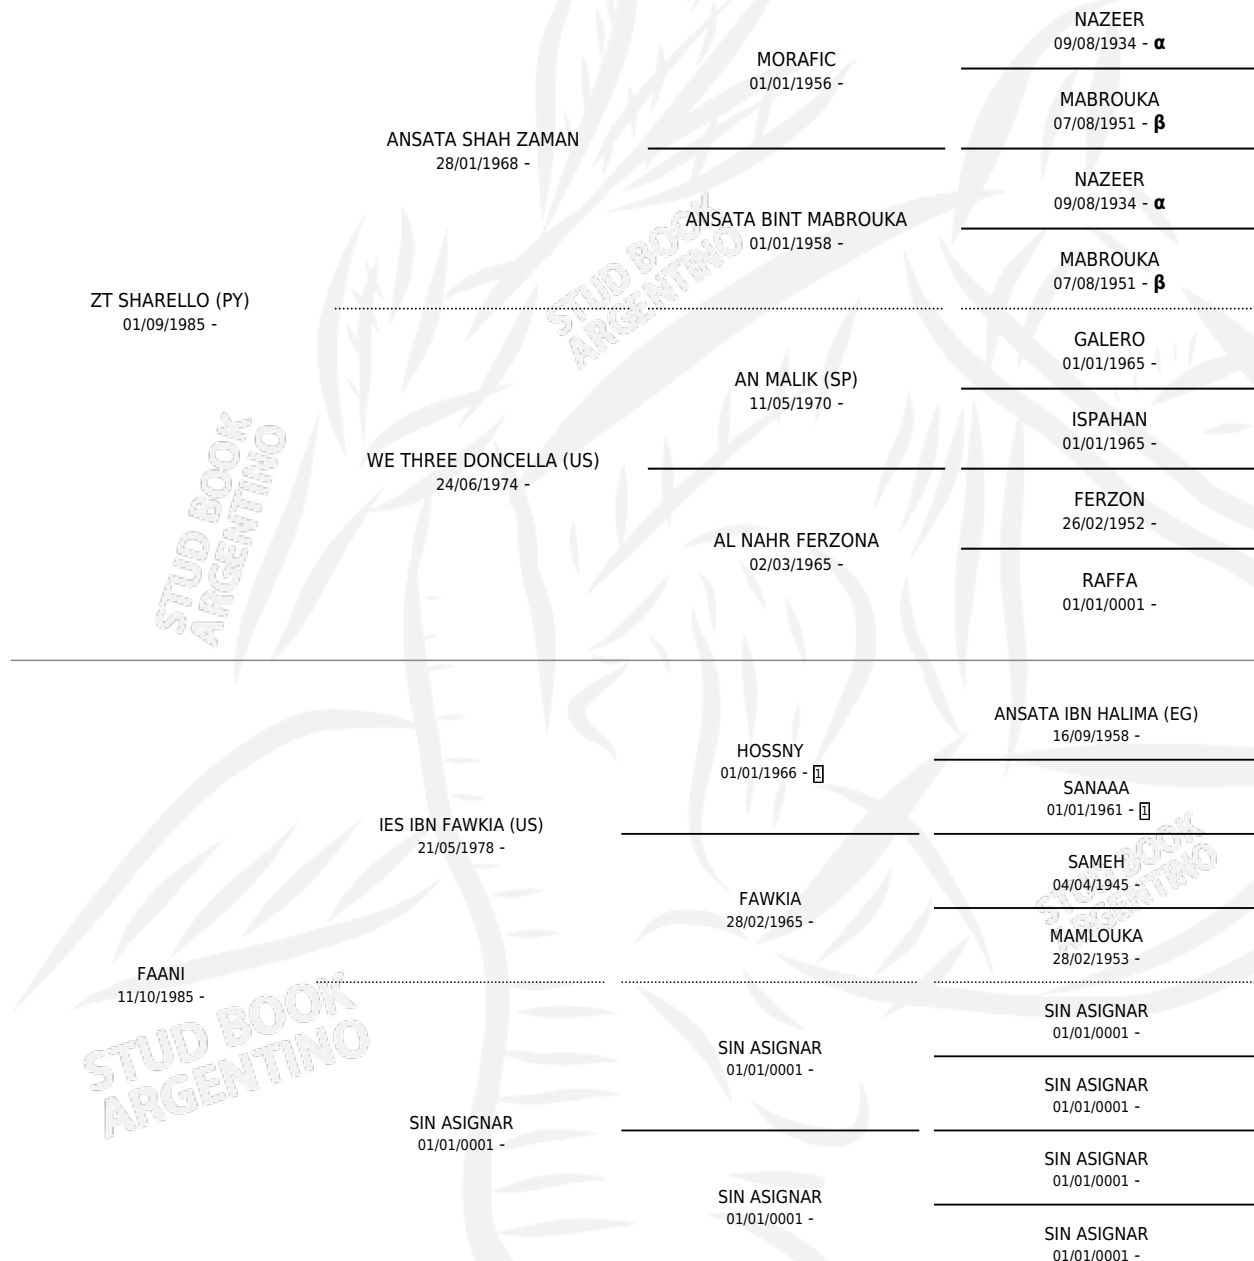 NAZEER
09/08/1934 - α
MORAFIC
01/01/1956 -
MABROUKA
07/08/1951 - β
ANSATA SHAH ZAMAN
28/01/1968 -
NAZEER
09/08/1934 - α
ANSATA BINT MABROUKA
01/01/1958 -
MABROUKA
07/08/1951 - β
ZT SHARELLO (PY)
01/09/1985 -
GALERO
01/01/1965 -
AN MALIK (SP)
11/05/1970 -
ISPAHAN
01/01/1965 -
WE THREE DONCELLA (US)
24/06/1974 -
FERZON
26/02/1952 -
AL NAHR FERZONA
02/03/1965 -
RAFFA
01/01/0001 -
ANSATA IBN HALIMA (EG)
16/09/1958 -
HOSSNY
01/01/1966 - 1
SANAAA
01/01/1961 - 1
IES IBN FAWKIA (US)
21/05/1978 -
SAMEH
04/04/1945 -
FAWKIA
28/02/1965 -
MAMLOUKA
28/02/1953 -
FAANI
11/10/1985 -
SIN ASIGNAR
01/01/0001 -
SIN ASIGNAR
01/01/0001 -
SIN ASIGNAR
01/01/0001 -
SIN ASIGNAR
01/01/0001 -
SIN ASIGNAR
01/01/0001 -
SIN ASIGNAR
01/01/0001 -
SIN ASIGNAR
01/01/0001 -
STUD BOOK
ARGENTINO
STUD BOOK
ARGENTINO
STUD BOOK
ARGENTINO
STUD BOOK
ARGENTINO